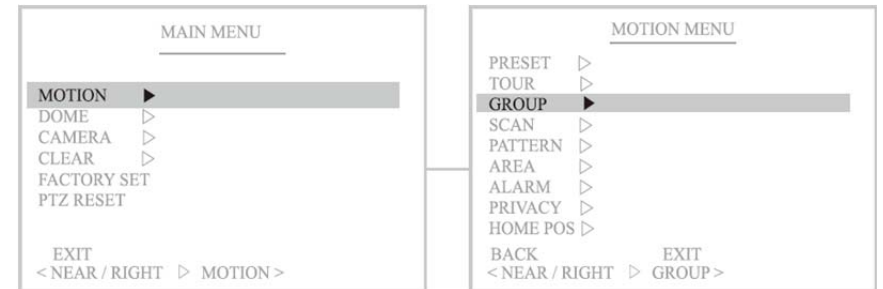 MAIN MENU
MOTION ▶
DOME ▷
CAMERA ▷
CLEAR ▷
FACTORY SET
PTZ RESET
EXIT
< NEAR / RIGHT ▷ MOTION >
MOTION MENU
PRESET ▷
TOUR ▷
GROUP ▶
SCAN ▷
PATTERN ▷
AREA ▷
ALARM ▷
PRIVACY ▷
HOME POS ▷
BACK EXIT
< NEAR / RIGHT ▷ GROUP >